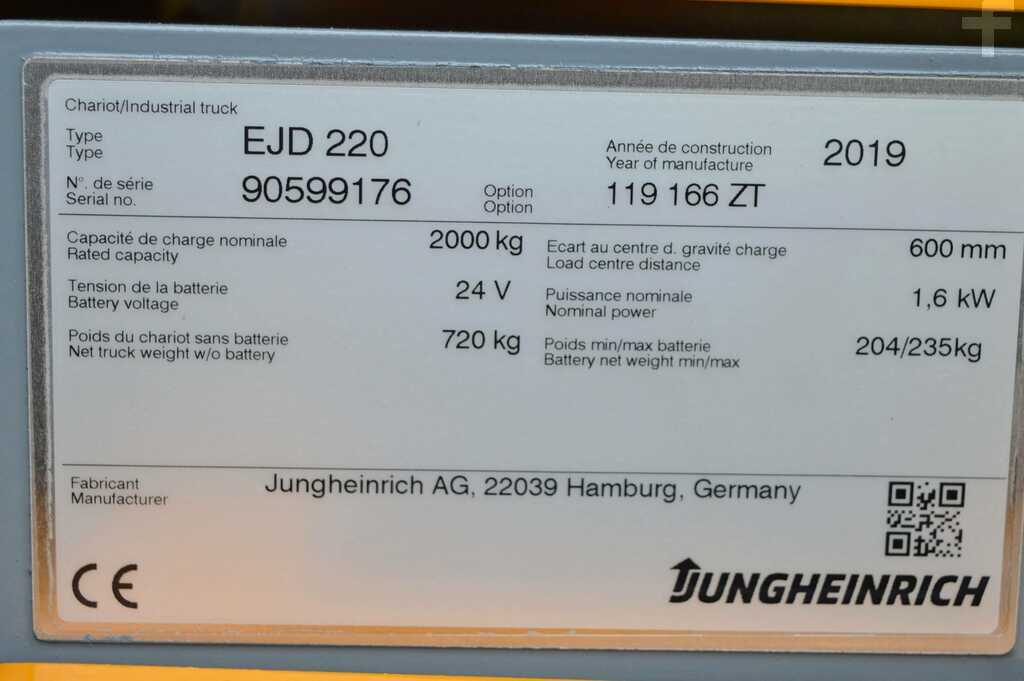 Chariot/Industrial truck
Type EJD 220 Année de construction 2019
Type Year of manufacture
N°. de série 90599176 Option 119 166 ZT
Serial no. Option
Capacité de charge nominale 2000 kg Ecart au centre d. gravité charge 600 mm
Rated capacity Load centre distance
Tension de la batterie 24 V Puissance nominale 1,6 kW
Battery voltage Nominal power
Poids du chariot sans batterie 720 kg Poids min/max batterie 204/235kg
Net truck weight w/o battery Battery net weight min/max
Fabricant Jungheinrich AG, 22039 Hamburg, Germany
Manufacturer
CE JUNGHEINRICH